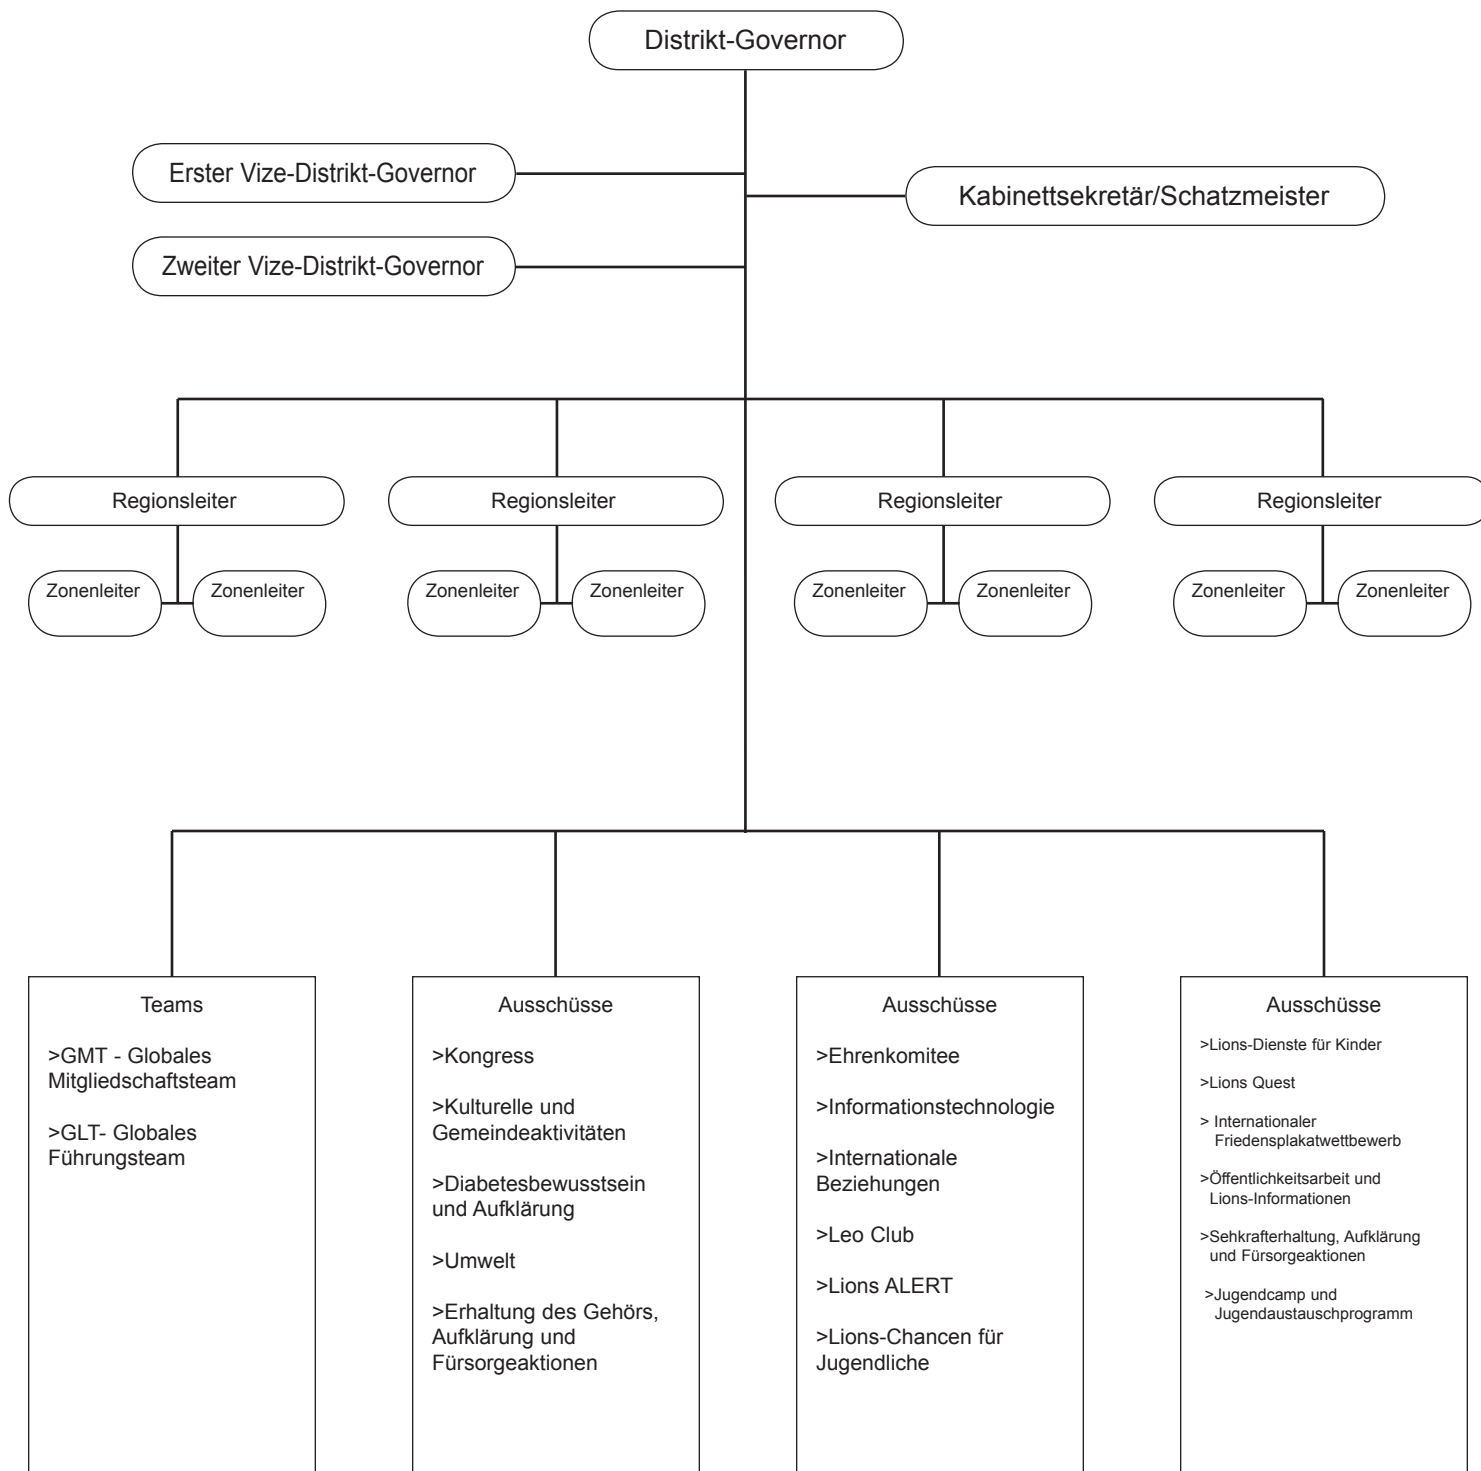 Distrikt-Governor
Erster Vize-Distrikt-Governor
Kabinettsekretär/Schatzmeister
Zweiter Vize-Distrikt-Governor
Regionsleiter
Regionsleiter
Regionsleiter
Regionsleiter
Zonenleiter
Zonenleiter
Zonenleiter
Zonenleiter
Zonenleiter
Zonenleiter
Zonenleiter
Zonenleiter
Teams
>GMT - Globales
Mitgliedschaftsteam
>GLT- Globales
Führungsteam
Ausschüsse
>Kongress
>Kulturelle und
Gemeindeaktivitäten
>Diabetesbewusstsein
und Aufklärung
>Umwelt
>Erhaltung des Gehörs,
Aufklärung und
Fürsorgeaktionen
Ausschüsse
>Ehrenkomitee
>Informationstechnologie
>Internationale
Beziehungen
>Leo Club
>Lions ALERT
>Lions-Chancen für
Jugendliche
Ausschüsse
>Lions-Dienste für Kinder
>Lions Quest
> Internationaler
Friedensplakatwettbewerb
>Öffentlichkeitsarbeit und
Lions-Informationen
>Sehkrafterhaltung, Aufklärung
und Fürsorgeaktionen
>Jugendcamp und
Jugendaustauschprogramm